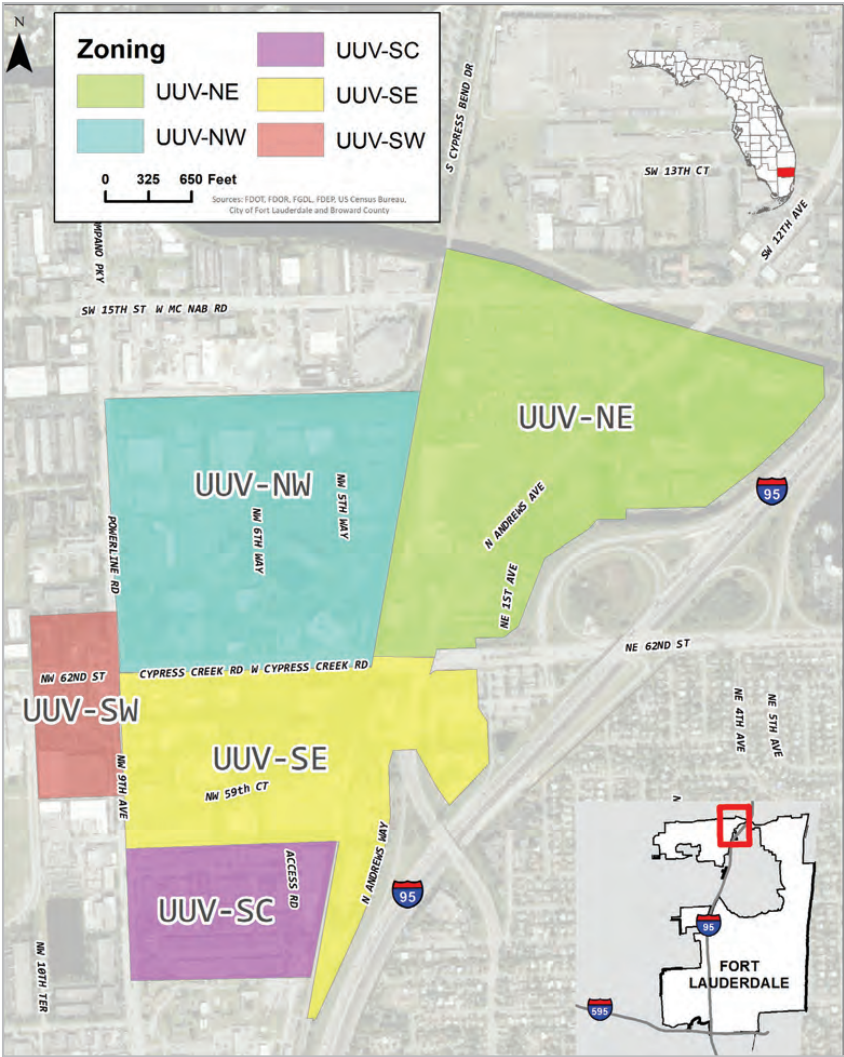 N
Zoning
UUV-NE
UUV-NW
UUV-SC
UUV-SE
UUV-SW
0 325 650 Feet
Sources: FDOT, FDOR, FGDL, FDEP, US Census Bureau,
City of Fort Lauderdale and Broward County
S CYPRESS BEND DR
SW 13TH CT
SW 12TH AVE
MPANO PKY
SW 15TH ST W MC NAB RD
UUV-NE
UUV-NW
NW 5TH WAY
NW 6TH WAY
N ANDREWS AVE
95
POWERLINE RD
NE 1ST AVE
NE 62ND ST
CYPRESS CREEK RD W CYPRESS CREEK RD
NW 62ND ST
UUV-SW
NE 4TH AVE
NE 5TH AVE
UUV-SE
NW 59th CT
NW 9TH AVE
N
N ANDREWS WAY
ACCESS RD
95
UUV-SC
NW 10TH TER
95
FORT
LAUDERDALE
595